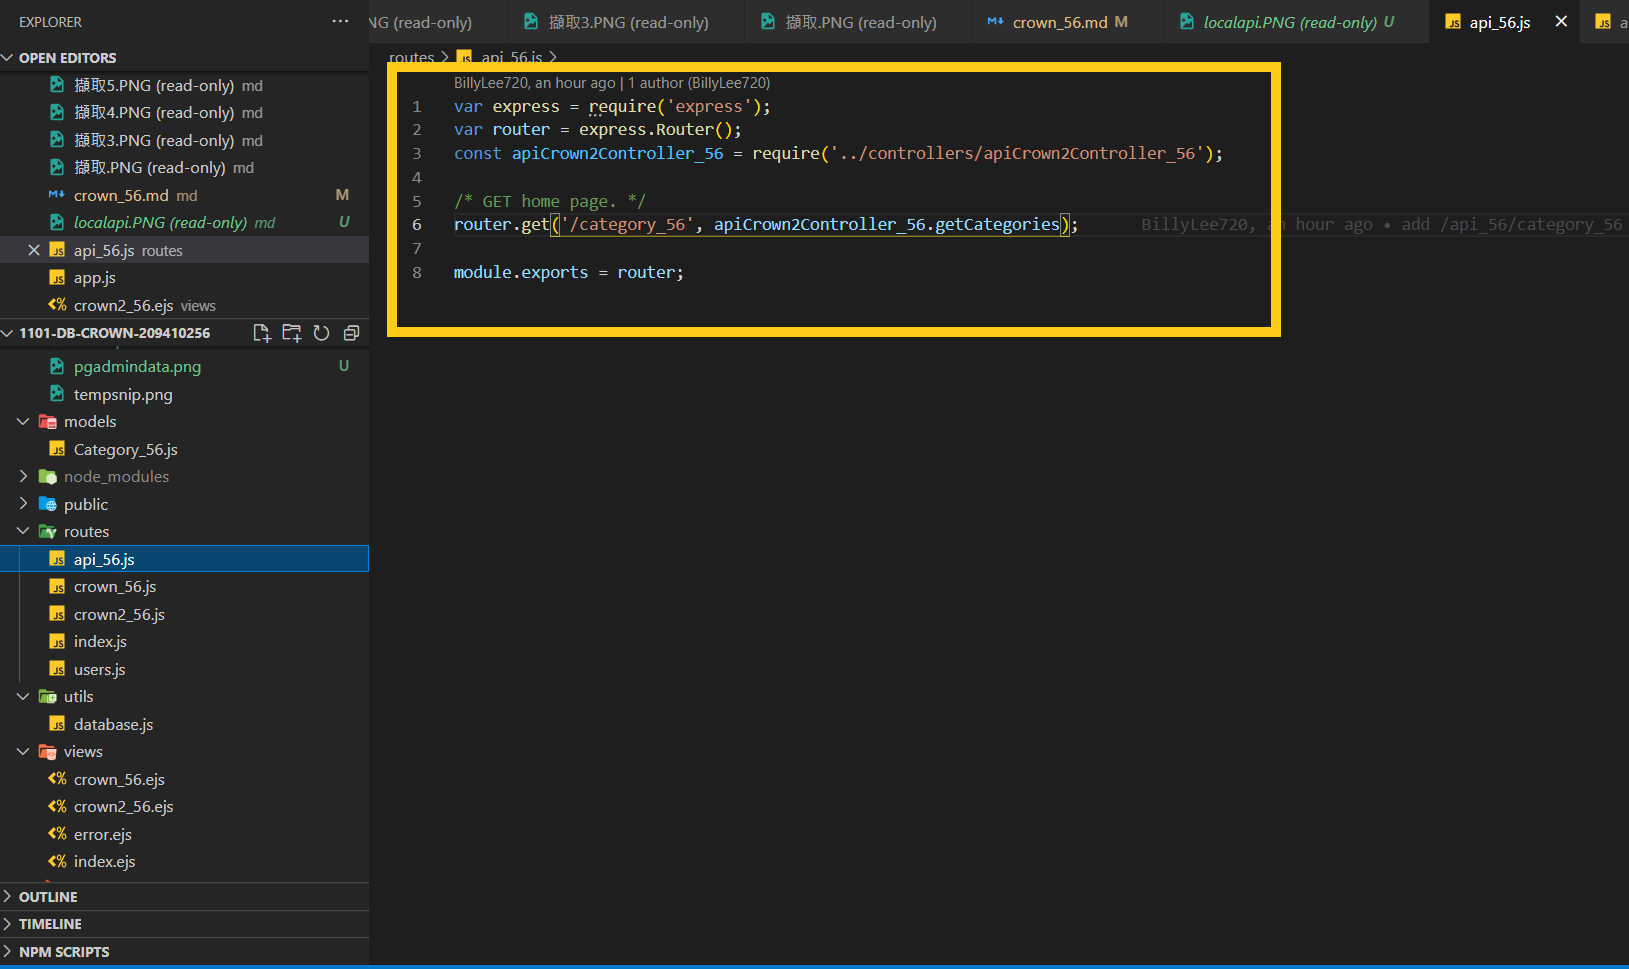 EXPLORER
···
OPEN EDITORS
擷取5.PNG (read-only) md
擷取4.PNG (read-only) md
擷取3.PNG (read-only) md
擷取.PNG (read-only) md
crown_56.md md M
localapi.PNG (read-only) md U
api_56.js routes
app.js
crown2_56.ejs views
1101-DB-CROWN-209410256
pgadmindata.png U
tempsnip.png
models
Category_56.js
node_modules
public
routes
api_56.js
crown_56.js
crown2_56.js
index.js
users.js
utils
database.js
views
crown_56.ejs
crown2_56.ejs
error.ejs
index.ejs
OUTLINE
TIMELINE
NPM SCRIPTS
NG (read-only) 擷取3.PNG (read-only) 擷取.PNG (read-only) crown_56.md M localapi.PNG (read-only) U api_56.js
routes > api_56.js >
BillyLee720, an hour ago | 1 author (BillyLee720)
1 var express = require('express');
2 var router = express.Router();
3 const apiCrown2Controller_56 = require('../controllers/apiCrown2Controller_56');
4
5 /* GET home page. */
6 router.get('/category_56', apiCrown2Controller_56.getCategories); BillyLee720, an hour ago • add /api_56/category_56
7
8 module.exports = router;